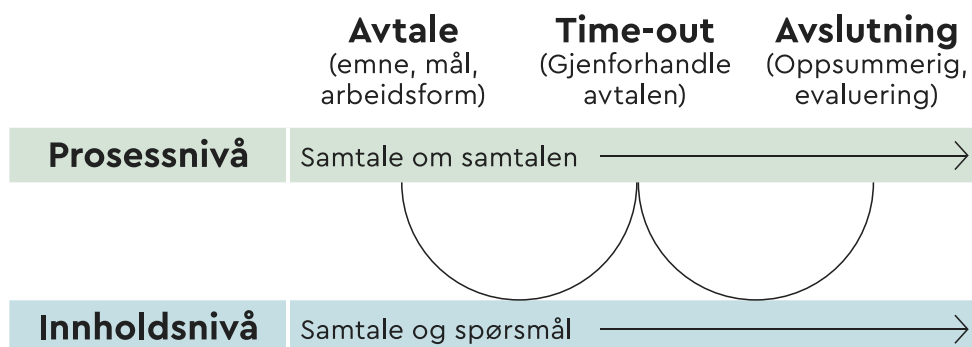 Avtale
(emne, mål,
arbeidsform)
Time-out
(Gjenforhandle
avtalen)
Avslutning
(Oppsummerig,
evaluering)
Prosessnivå
Samtale om samtalen
Innholdsnivå
Samtale og spørsmål